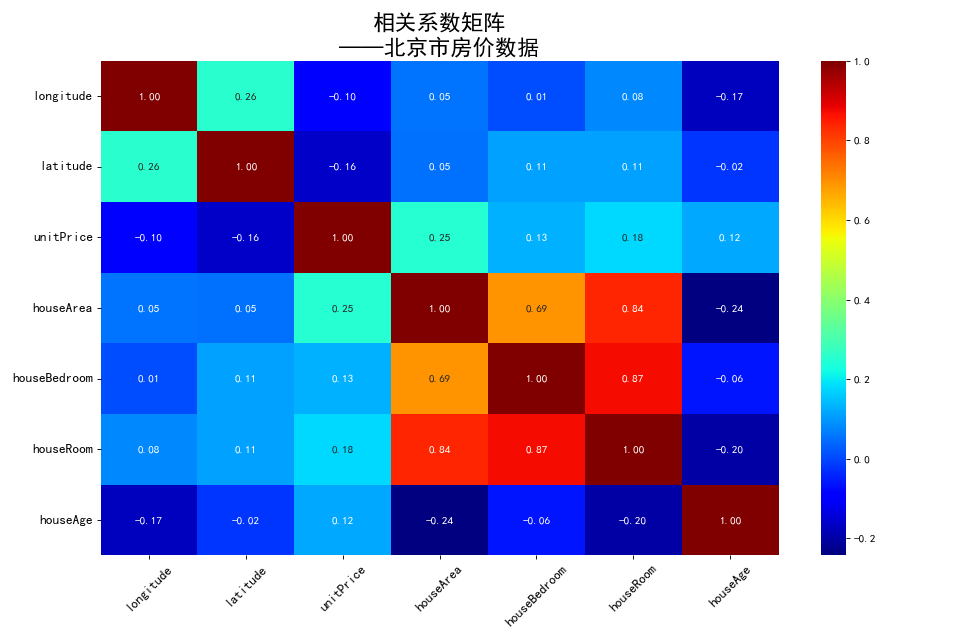 相关系数矩阵
——北京市房价数据
longitude 1.00 0.26 -0.10 0.05 0.01 0.08 -0.17
latitude 0.26 1.00 -0.16 0.05 0.11 0.11 -0.02
unitPrice -0.10 -0.16 1.00 0.25 0.13 0.18 0.12
houseArea 0.05 0.05 0.25 1.00 0.69 0.84 -0.24
houseBedroom 0.01 0.11 0.13 0.69 1.00 0.87 -0.06
houseRoom 0.08 0.11 0.18 0.84 0.87 1.00 -0.20
houseAge -0.17 -0.02 0.12 -0.24 -0.06 -0.20 1.00
longitude latitude unitPrice houseArea houseBedroom houseRoom houseAge
1.0
0.8
0.6
0.4
0.2
0.0
-0.2